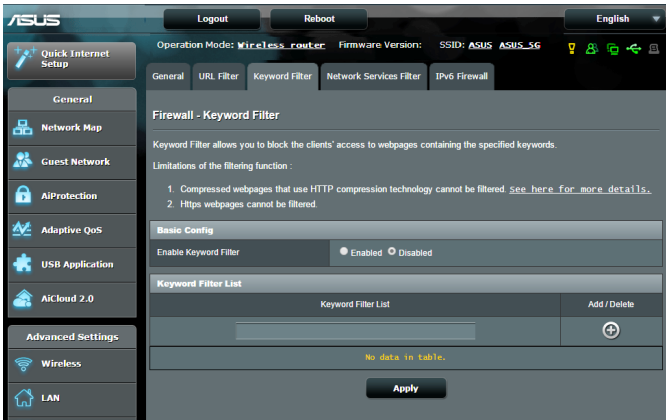 ASUS
Logout
Reboot
English
Operation Mode: Wireless router Firmware Version: SSID: ASUS ASUS_5G
Quick Internet
Setup
General
URL Filter
Keyword Filter
Network Services Filter
IPv6 Firewall
General
Network Map
Guest Network
AiProtection
Adaptive QoS
USB Application
AiCloud 2.0
Advanced Settings
Wireless
LAN
Firewall - Keyword Filter
Keyword Filter allows you to block the clients' access to webpages containing the specified keywords.
Limitations of the filtering function :
1. Compressed webpages that use HTTP compression technology cannot be filtered. See here for more details.
2. Https webpages cannot be filtered.
Basic Config
Enable Keyword Filter
Enabled Disabled
Keyword Filter List
Keyword Filter List
Add / Delete
No data in table.
Apply